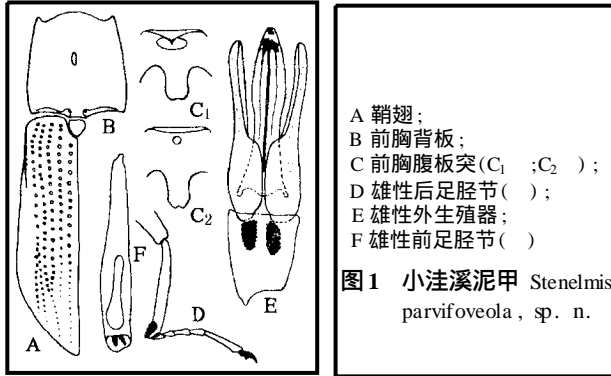 B
C₁
C₂
F
D
A
E
A 鞘翅;
B 前胸背板;
C 前胸腹板突(C₁ ;C₂ );
D 雄性后足胫节( );
E 雄性外生殖器;
F 雄性前足胫节( )
图1 小洼溪泥甲 Stenelmis
parvifoveola, sp. n.